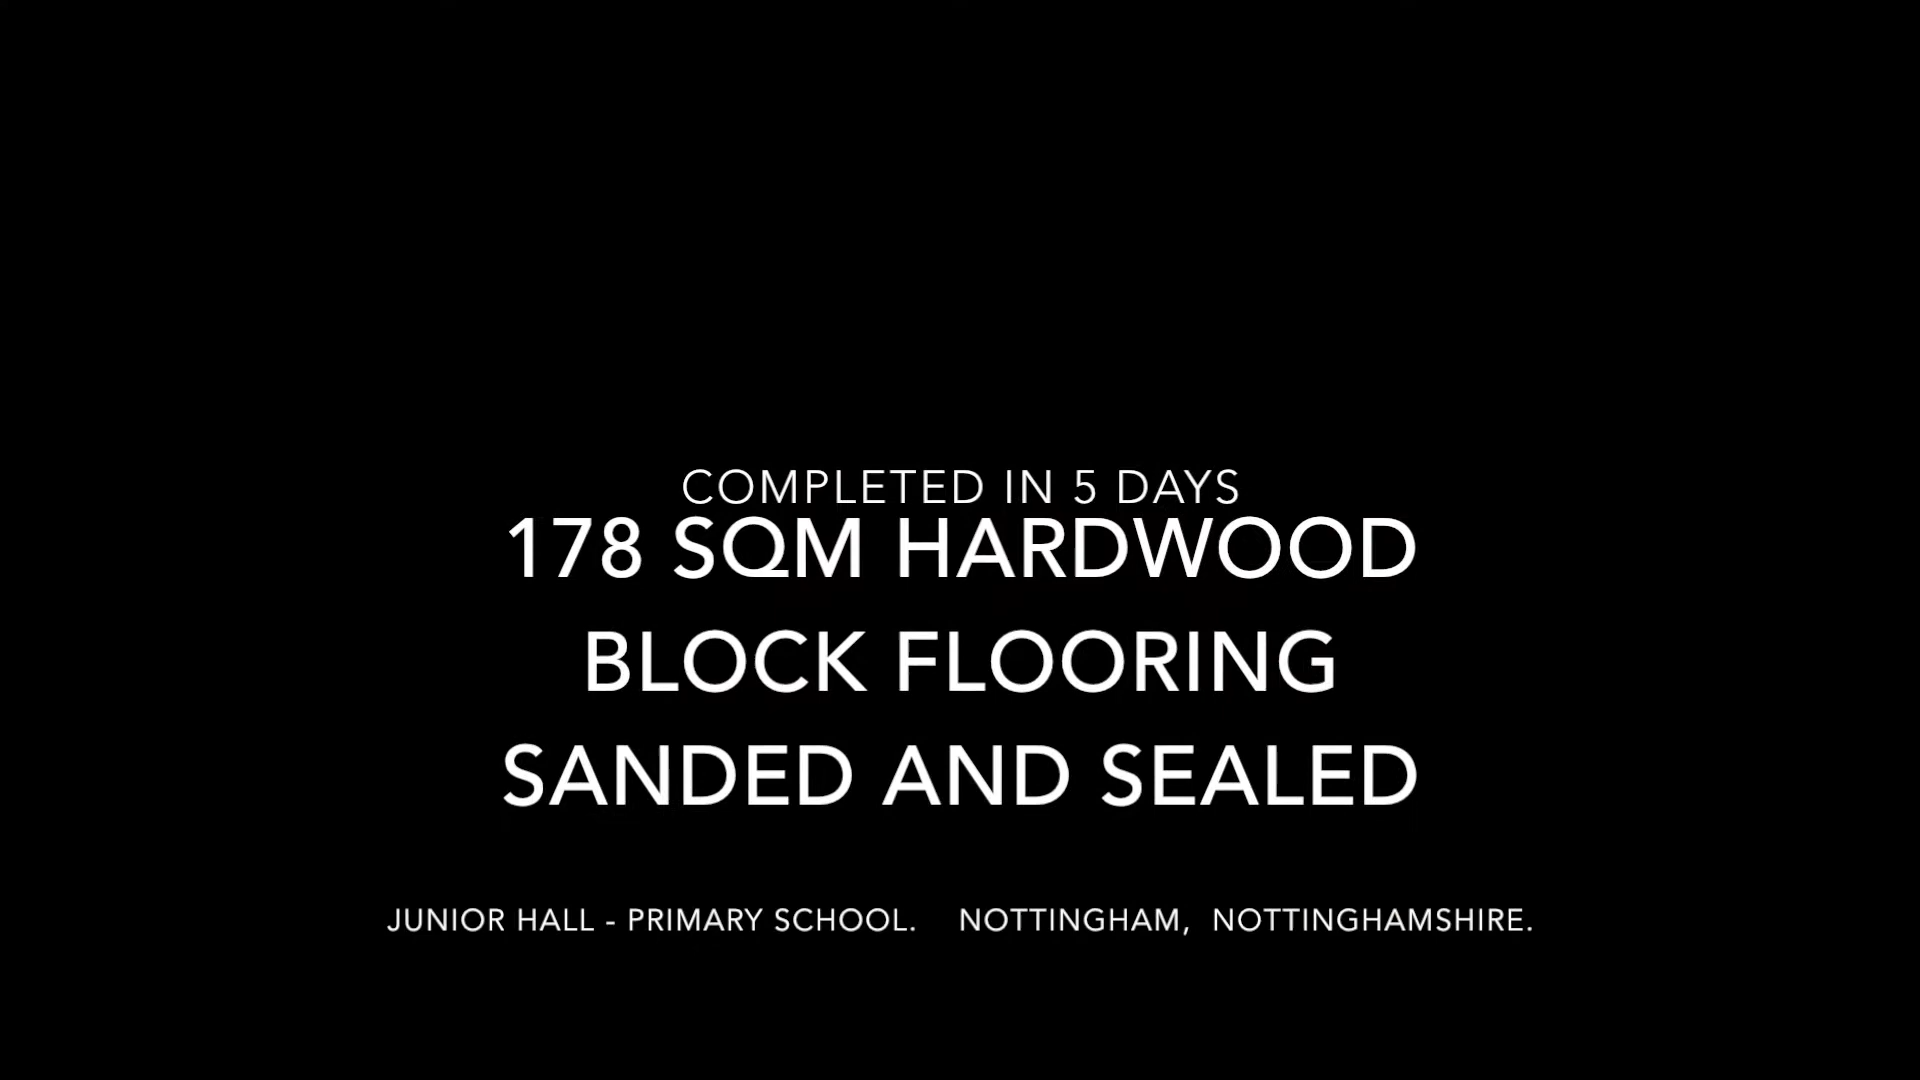 COMPLETED IN 5 DAYS
178 SQM HARDWOOD
BLOCK FLOORING
SANDED AND SEALED
JUNIOR HALL - PRIMARY SCHOOL. NOTTINGHAM, NOTTINGHAMSHIRE.